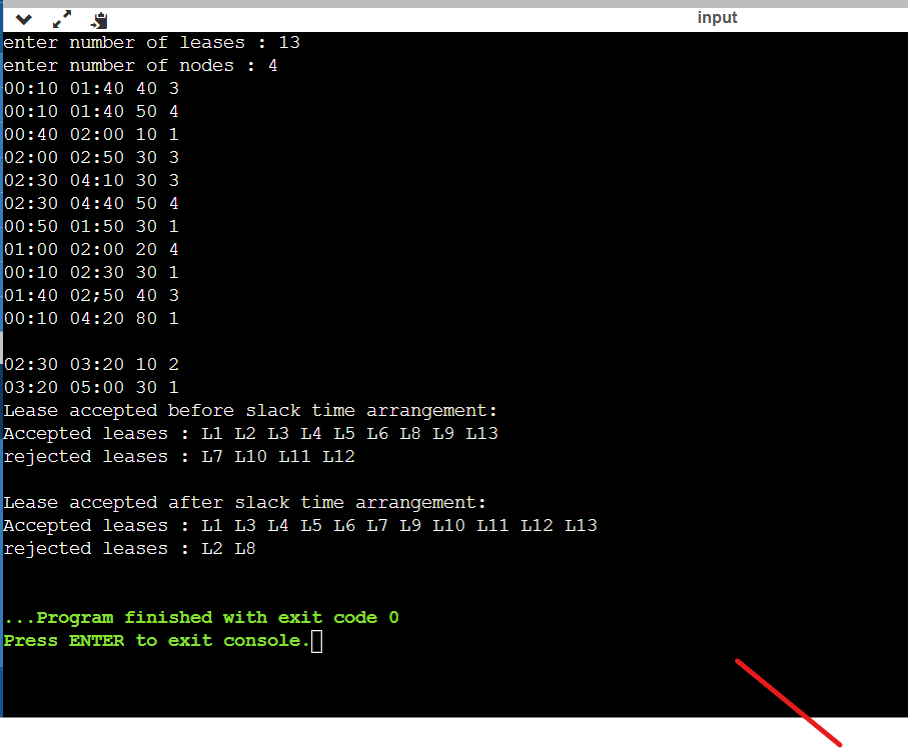 input
enter number of leases : 13
enter number of nodes : 4
00:10 01:40 40 3
00:10 01:40 50 4
00:40 02:00 10 1
02:00 02:50 30 3
02:30 04:10 30 3
02:30 04:40 50 4
00:50 01:50 30 1
01:00 02:00 20 4
00:10 02:30 30 1
01:40 02;50 40 3
00:10 04:20 80 1
02:30 03:20 10 2
03:20 05:00 30 1
Lease accepted before slack time arrangement:
Accepted leases : L1 L2 L3 L4 L5 L6 L8 L9 L13
rejected leases : L7 L10 L11 L12
Lease accepted after slack time arrangement:
Accepted leases : L1 L3 L4 L5 L6 L7 L9 L10 L11 L12 L13
rejected leases : L2 L8
...Program finished with exit code 0
Press ENTER to exit console.